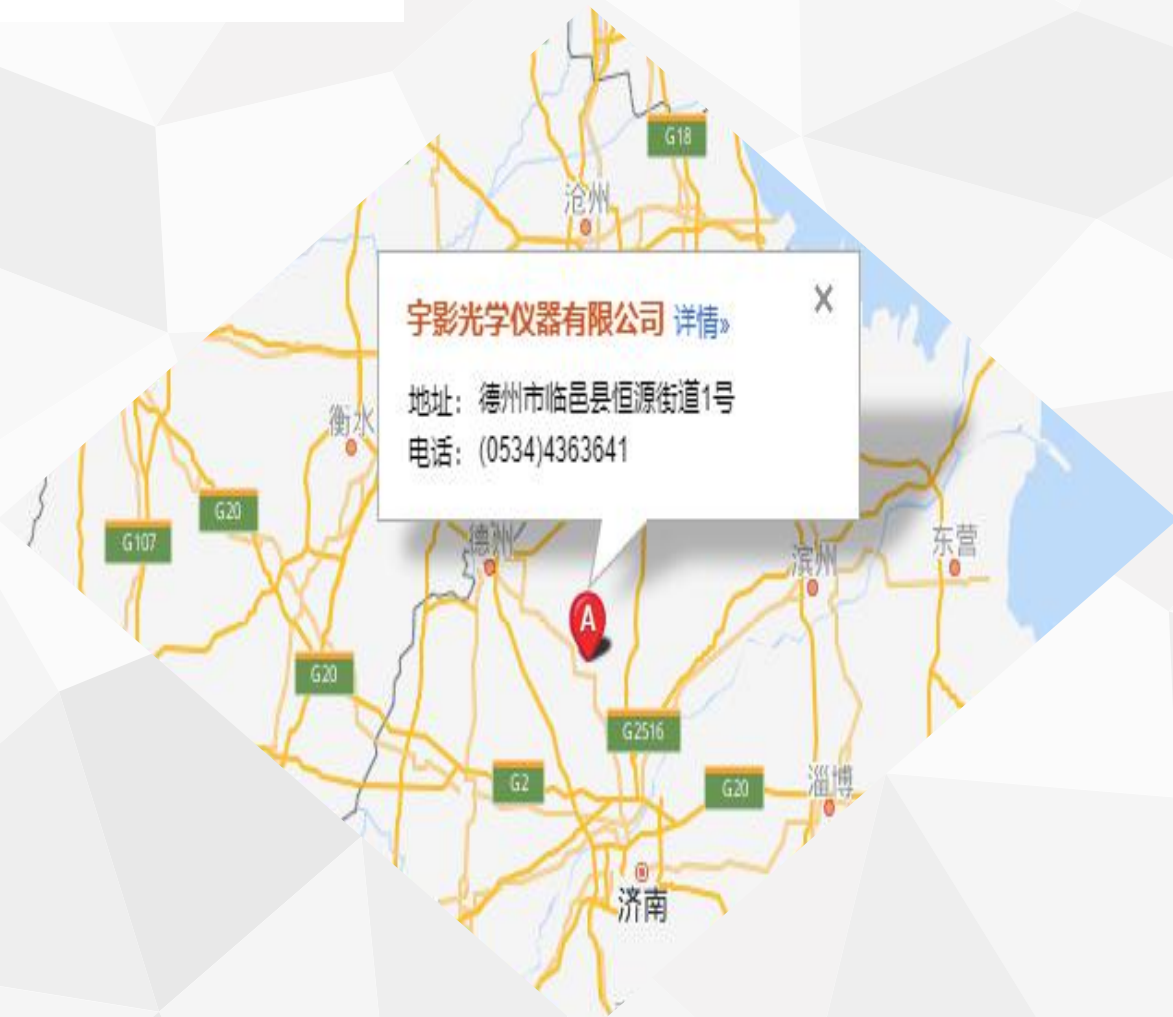 G18
沧州
宇影光学仪器有限公司 详情»
×
地址：德州市临邑县恒源街道1号
电话：(0534)4363641
衡水
G20
G107
德州
滨州
东营
A
G20
G2516
G2
G20
淄博
济南